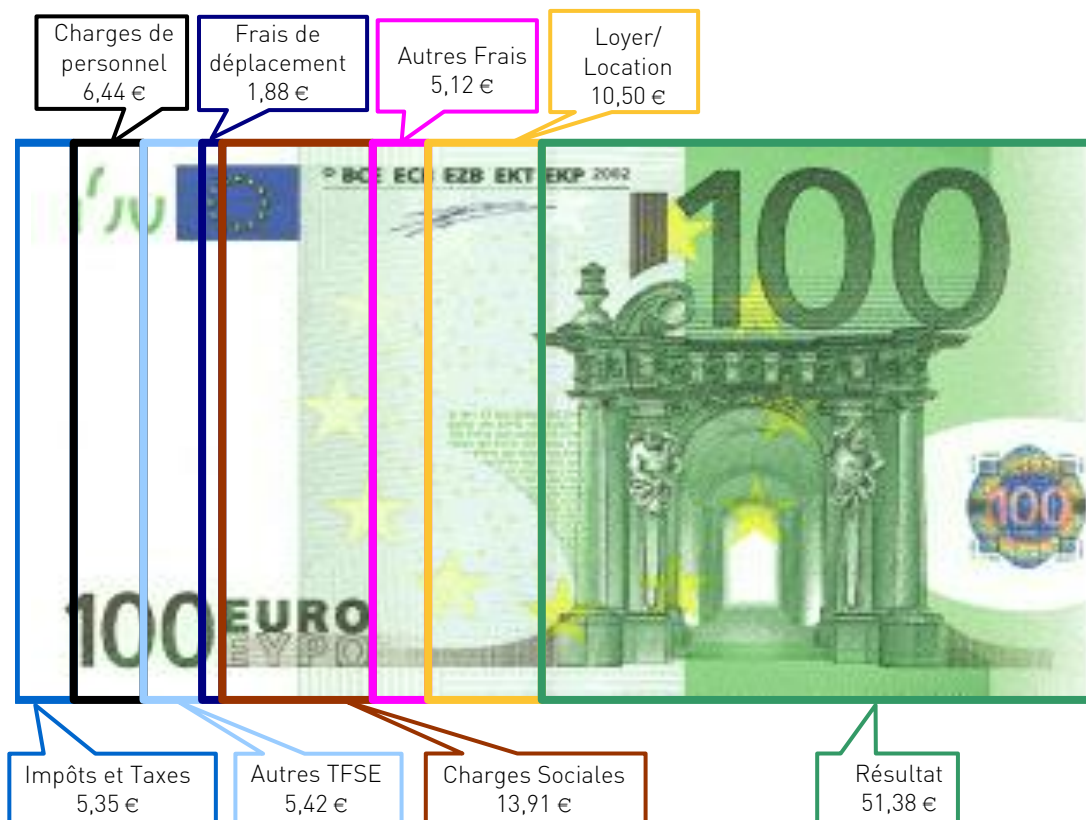 Charges de
personnel
6,44 €
Frais de
déplacement
1,88 €
Autres Frais
5,12 €
Loyer/
Location
10,50 €
© BCE ECB EZB EKT EKP 2002
100
100
100 EURO
ΕΥΡΩ
Impôts et Taxes
5,35 €
Autres TFSE
5,42 €
Charges Sociales
13,91 €
Résultat
51,38 €